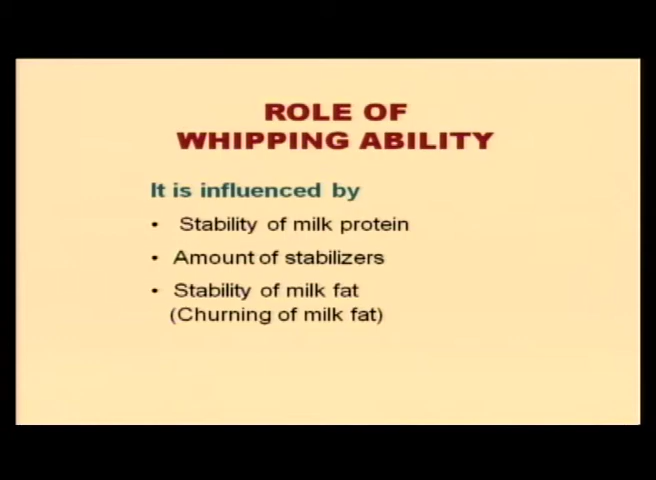 ROLE OF
WHIPPING ABILITY
It is influenced by
• Stability of milk protein
• Amount of stabilizers
• Stability of milk fat
(Churning of milk fat)